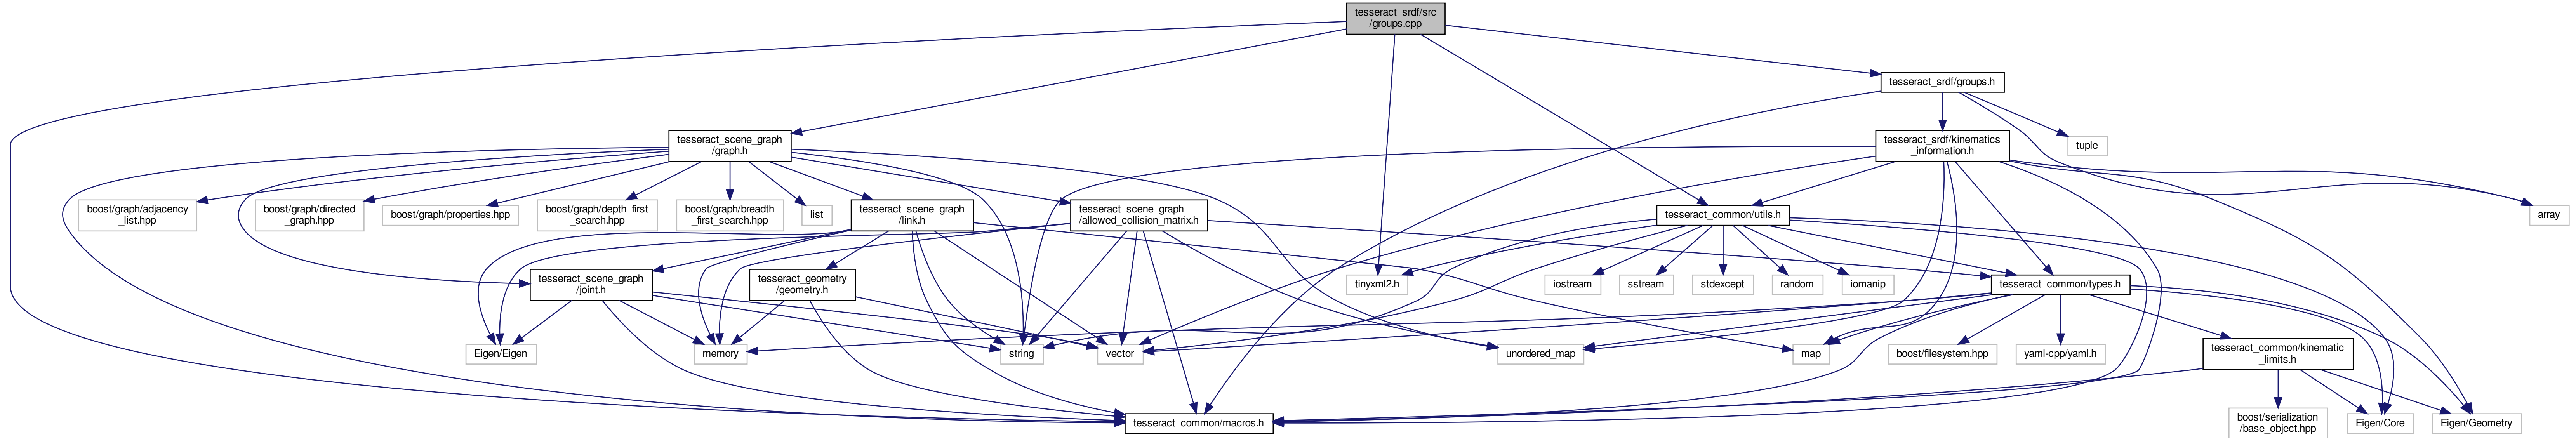 tesseract_srdf/src
/groups.cpp
tesseract_srdf/groups.h
tesseract_scene_graph
/graph.h
tesseract_srdf/kinematics
_information.h
tuple
boost/graph/adjacency
_list.hpp
boost/graph/directed
_graph.hpp
boost/graph/properties.hpp
boost/graph/depth_first
_search.hpp
boost/graph/breadth
_first_search.hpp
list
tesseract_scene_graph
/link.h
tesseract_scene_graph
/allowed_collision_matrix.h
tesseract_common/utils.h
array
tesseract_scene_graph
/joint.h
tesseract_geometry
/geometry.h
tinyxml2.h
iostream
sstream
stdexcept
random
iomanip
tesseract_common/types.h
Eigen/Eigen
memory
string
vector
unordered_map
map
boost/filesystem.hpp
yaml-cpp/yaml.h
tesseract_common/kinematic
_limits.h
tesseract_common/macros.h
boost/serialization
/base_object.hpp
Eigen/Core
Eigen/Geometry